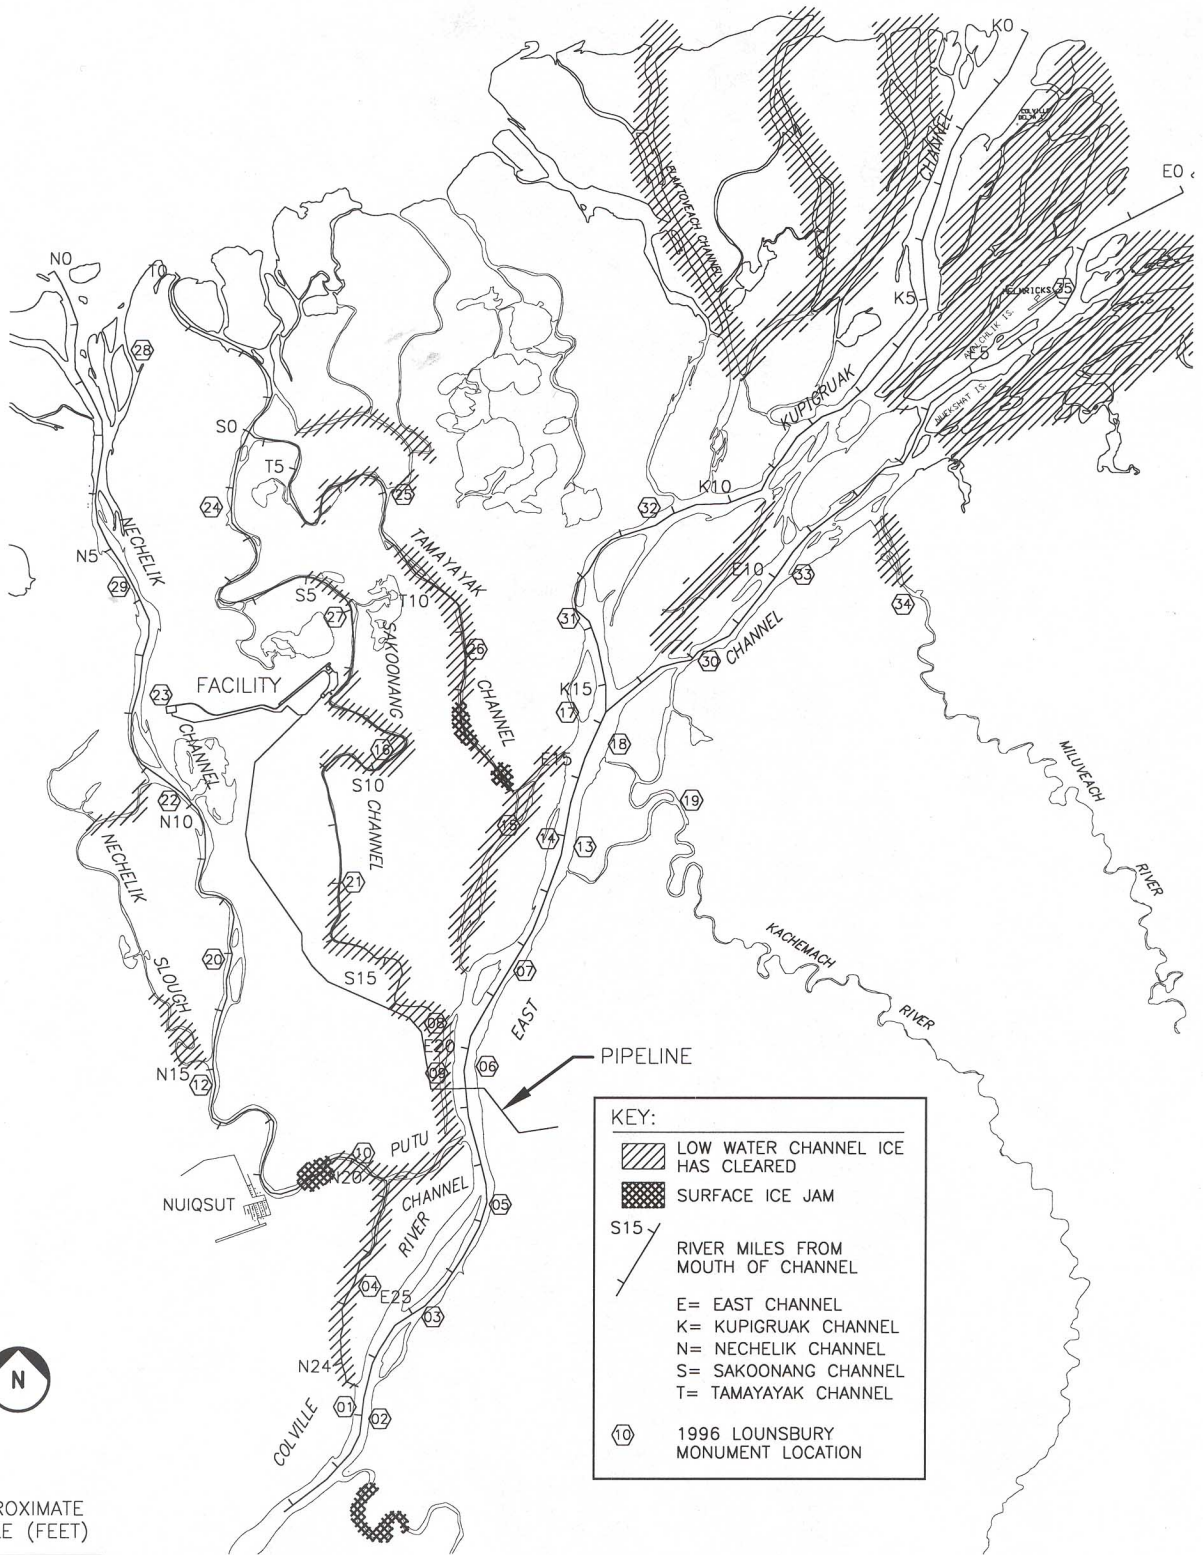 K0
COLVILLE
DELTA
E0
CHANNEL
ELAKTOVEACH CHANNEL
N0
T0
K5
HELMRICKS
35
E5
28
KUPIGRUAK
S0
T5
25
K10
24
32
NECHELIK
N5
TAMAYAYAK
29
S5
27
T10
E10
33
34
31
SAKOONANG
26
30
CHANNEL
FACILITY
23
K15
17
CHANNEL
CHANNEL
18
16
S10
E15
MILUVEACH
22
N10
19
15
14
13
NECHELIK
CHANNEL
21
RIVER
20
SLOUGH
KACHEMACH
S15
07
EAST
RIVER
08
E20
09
06
PIPELINE
N15
12
10
PUTU
N20
CHANNEL
NUIQSUT
05
RIVER
04
E25
03
N24
01
02
COLVILLE
N
KEY:
LOW WATER CHANNEL ICE
HAS CLEARED
SURFACE ICE JAM
S15
RIVER MILES FROM
MOUTH OF CHANNEL
E= EAST CHANNEL
K= KUPIGRUAK CHANNEL
N= NECHELIK CHANNEL
S= SAKOONANG CHANNEL
T= TAMAYAYAK CHANNEL
10
1996 LOUNSBURY
MONUMENT LOCATION
ROXIMATE
LE (FEET)